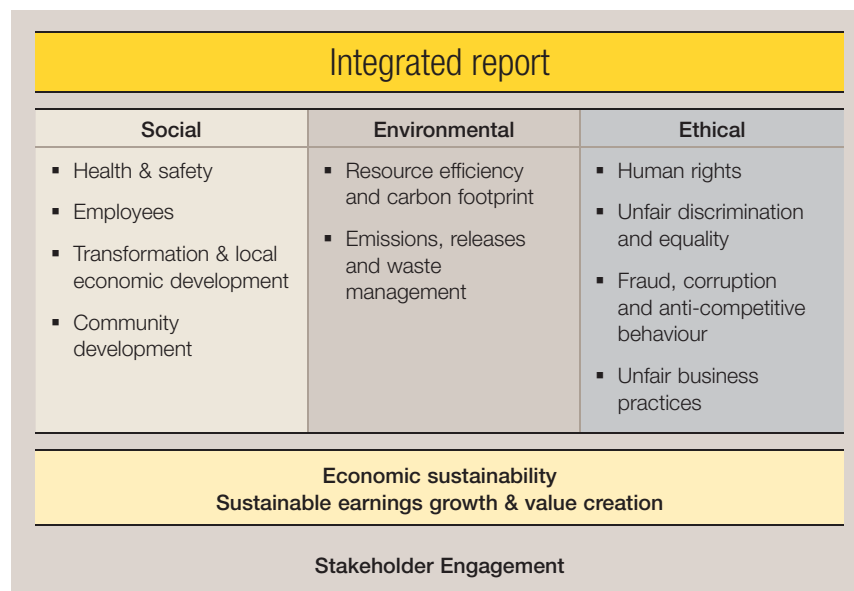 Integrated report
Social
▪ Health & safety
▪ Employees
▪ Transformation & local
economic development
▪ Community
development
Environmental
▪ Resource efficiency
and carbon footprint
▪ Emissions, releases
and waste
management
Ethical
▪ Human rights
▪ Unfair discrimination
and equality
▪ Fraud, corruption
and anti-competitive
behaviour
▪ Unfair business
practices
Economic sustainability
Sustainable earnings growth & value creation
Stakeholder Engagement